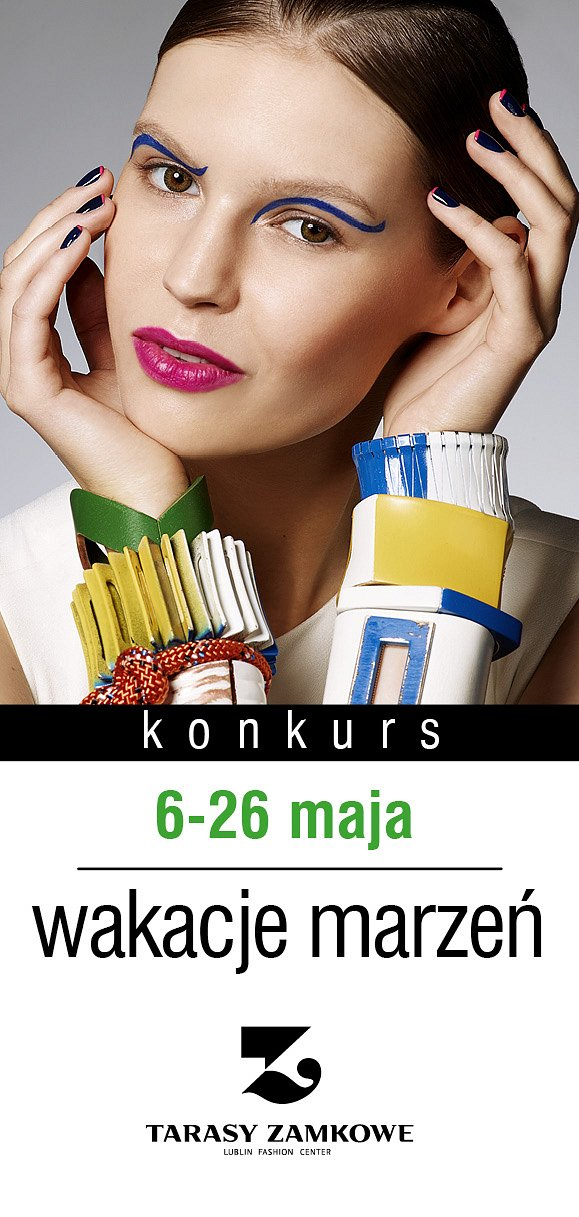 konkurs
6-26 maja
wakacje marzeń
TARASY ZAMKOWE
LUBLIN FASHION CENTER